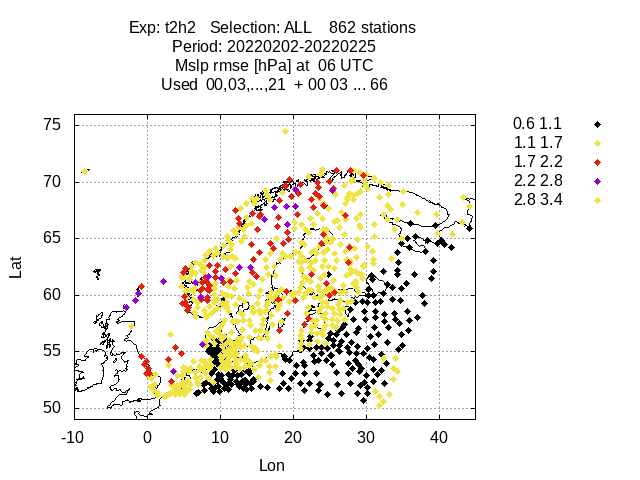 Exp: t2h2 Selection: ALL 862 stations
Period: 20220202-20220225
Mslp rmse [hPa] at 06 UTC
Used 00,03,...,21 + 00 03 ... 66
0.6 1.1
1.1 1.7
1.7 2.2
2.2 2.8
2.8 3.4
75
70
65
60
55
50
Lat
-10 0 10 20 30 40
Lon